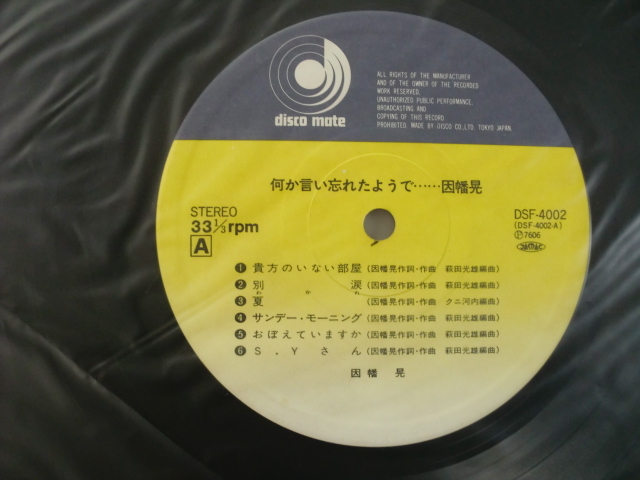 disco mate
ALL RIGHTS OF THE MANUFACTURER
AND OF THE OWNER OF THE RECORDED
WORK RESERVED.
UNAUTHORIZED PUBLIC PERFORMANCE,
BROADCASTING AND
COPYING OF THIS RECORD
PROHIBITED. MADE BY DISCO CO., LTD. TOKYO JAPAN.
何か言い忘れたようで……因幡晃
STEREO
33 1/3 rpm
A
DSF-4002
(DSF-4002-A)
Ⓟ7606
❶ 貴方のいない部屋 (因幡晃作詞・作曲 萩田光雄編曲)
❷ 別涙 (因幡晃作詞・作曲 萩田光雄編曲)
わかれ
❸ 夏 (因幡晃作詞・作曲 クニ河内編曲)
❹ サンデー・モーニング (因幡晃作詞・作曲 萩田光雄編曲)
❺ おぼえていますか (因幡晃作詞・作曲 萩田光雄編曲)
❻ S.Yさん (因幡晃作詞・作曲 萩田光雄編曲)
因幡 晃